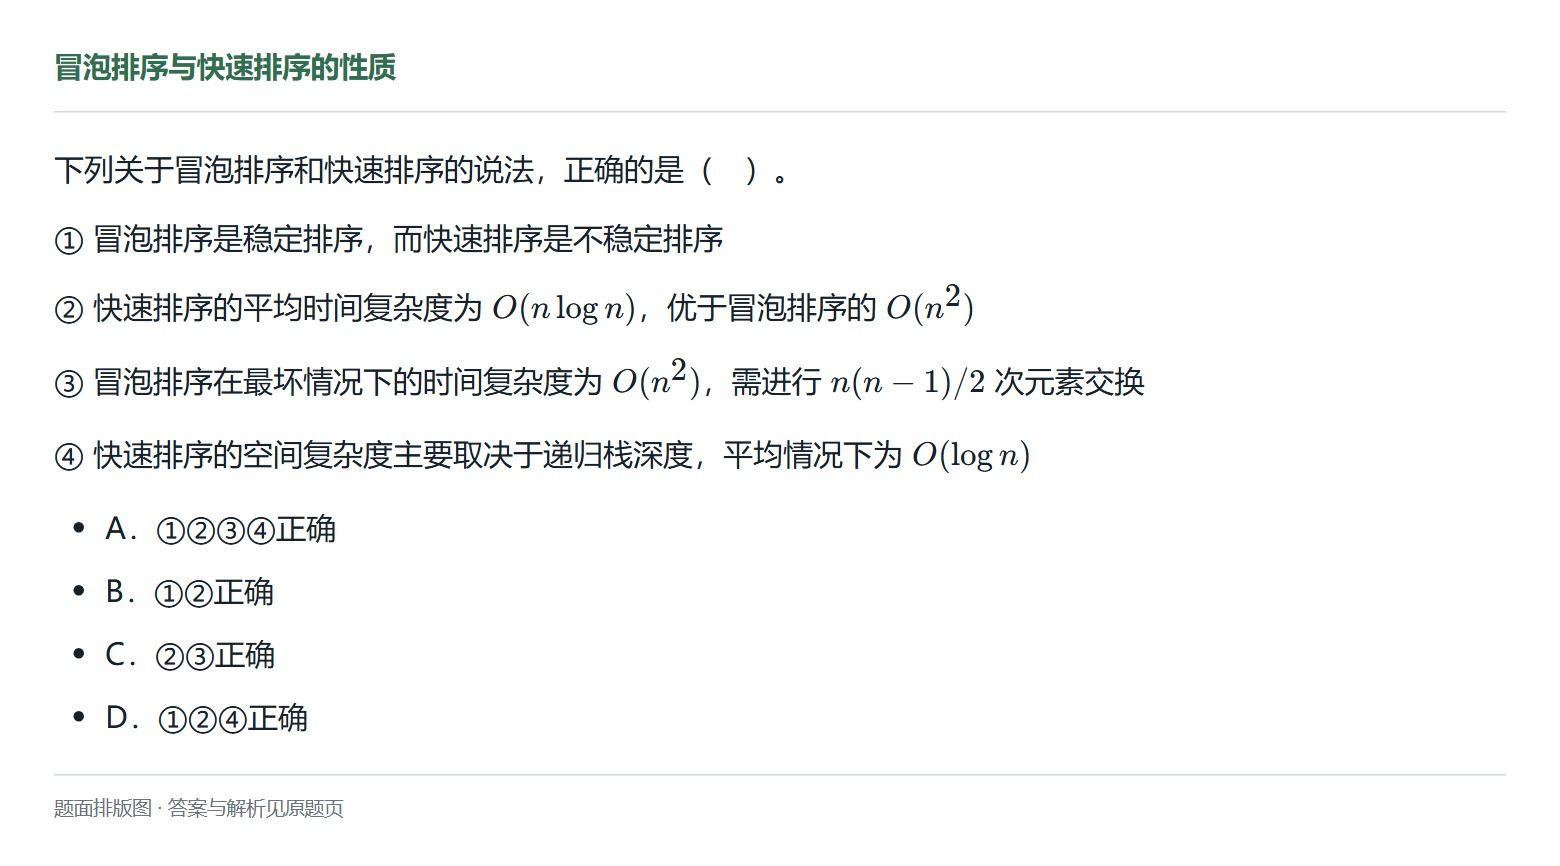 冒泡排序与快速排序的性质
下列关于冒泡排序和快速排序的说法，正确的是（　）。
① 冒泡排序是稳定排序，而快速排序是不稳定排序
② 快速排序的平均时间复杂度为 O(n log n)，优于冒泡排序的 O(n²)
③ 冒泡排序在最坏情况下的时间复杂度为 O(n²)，需进行 n(n − 1)/2 次元素交换
④ 快速排序的空间复杂度主要取决于递归栈深度，平均情况下为 O(log n)
• A．①②③④正确
• B．①②正确
• C．②③正确
• D．①②④正确
题面排版图 · 答案与解析见原题页